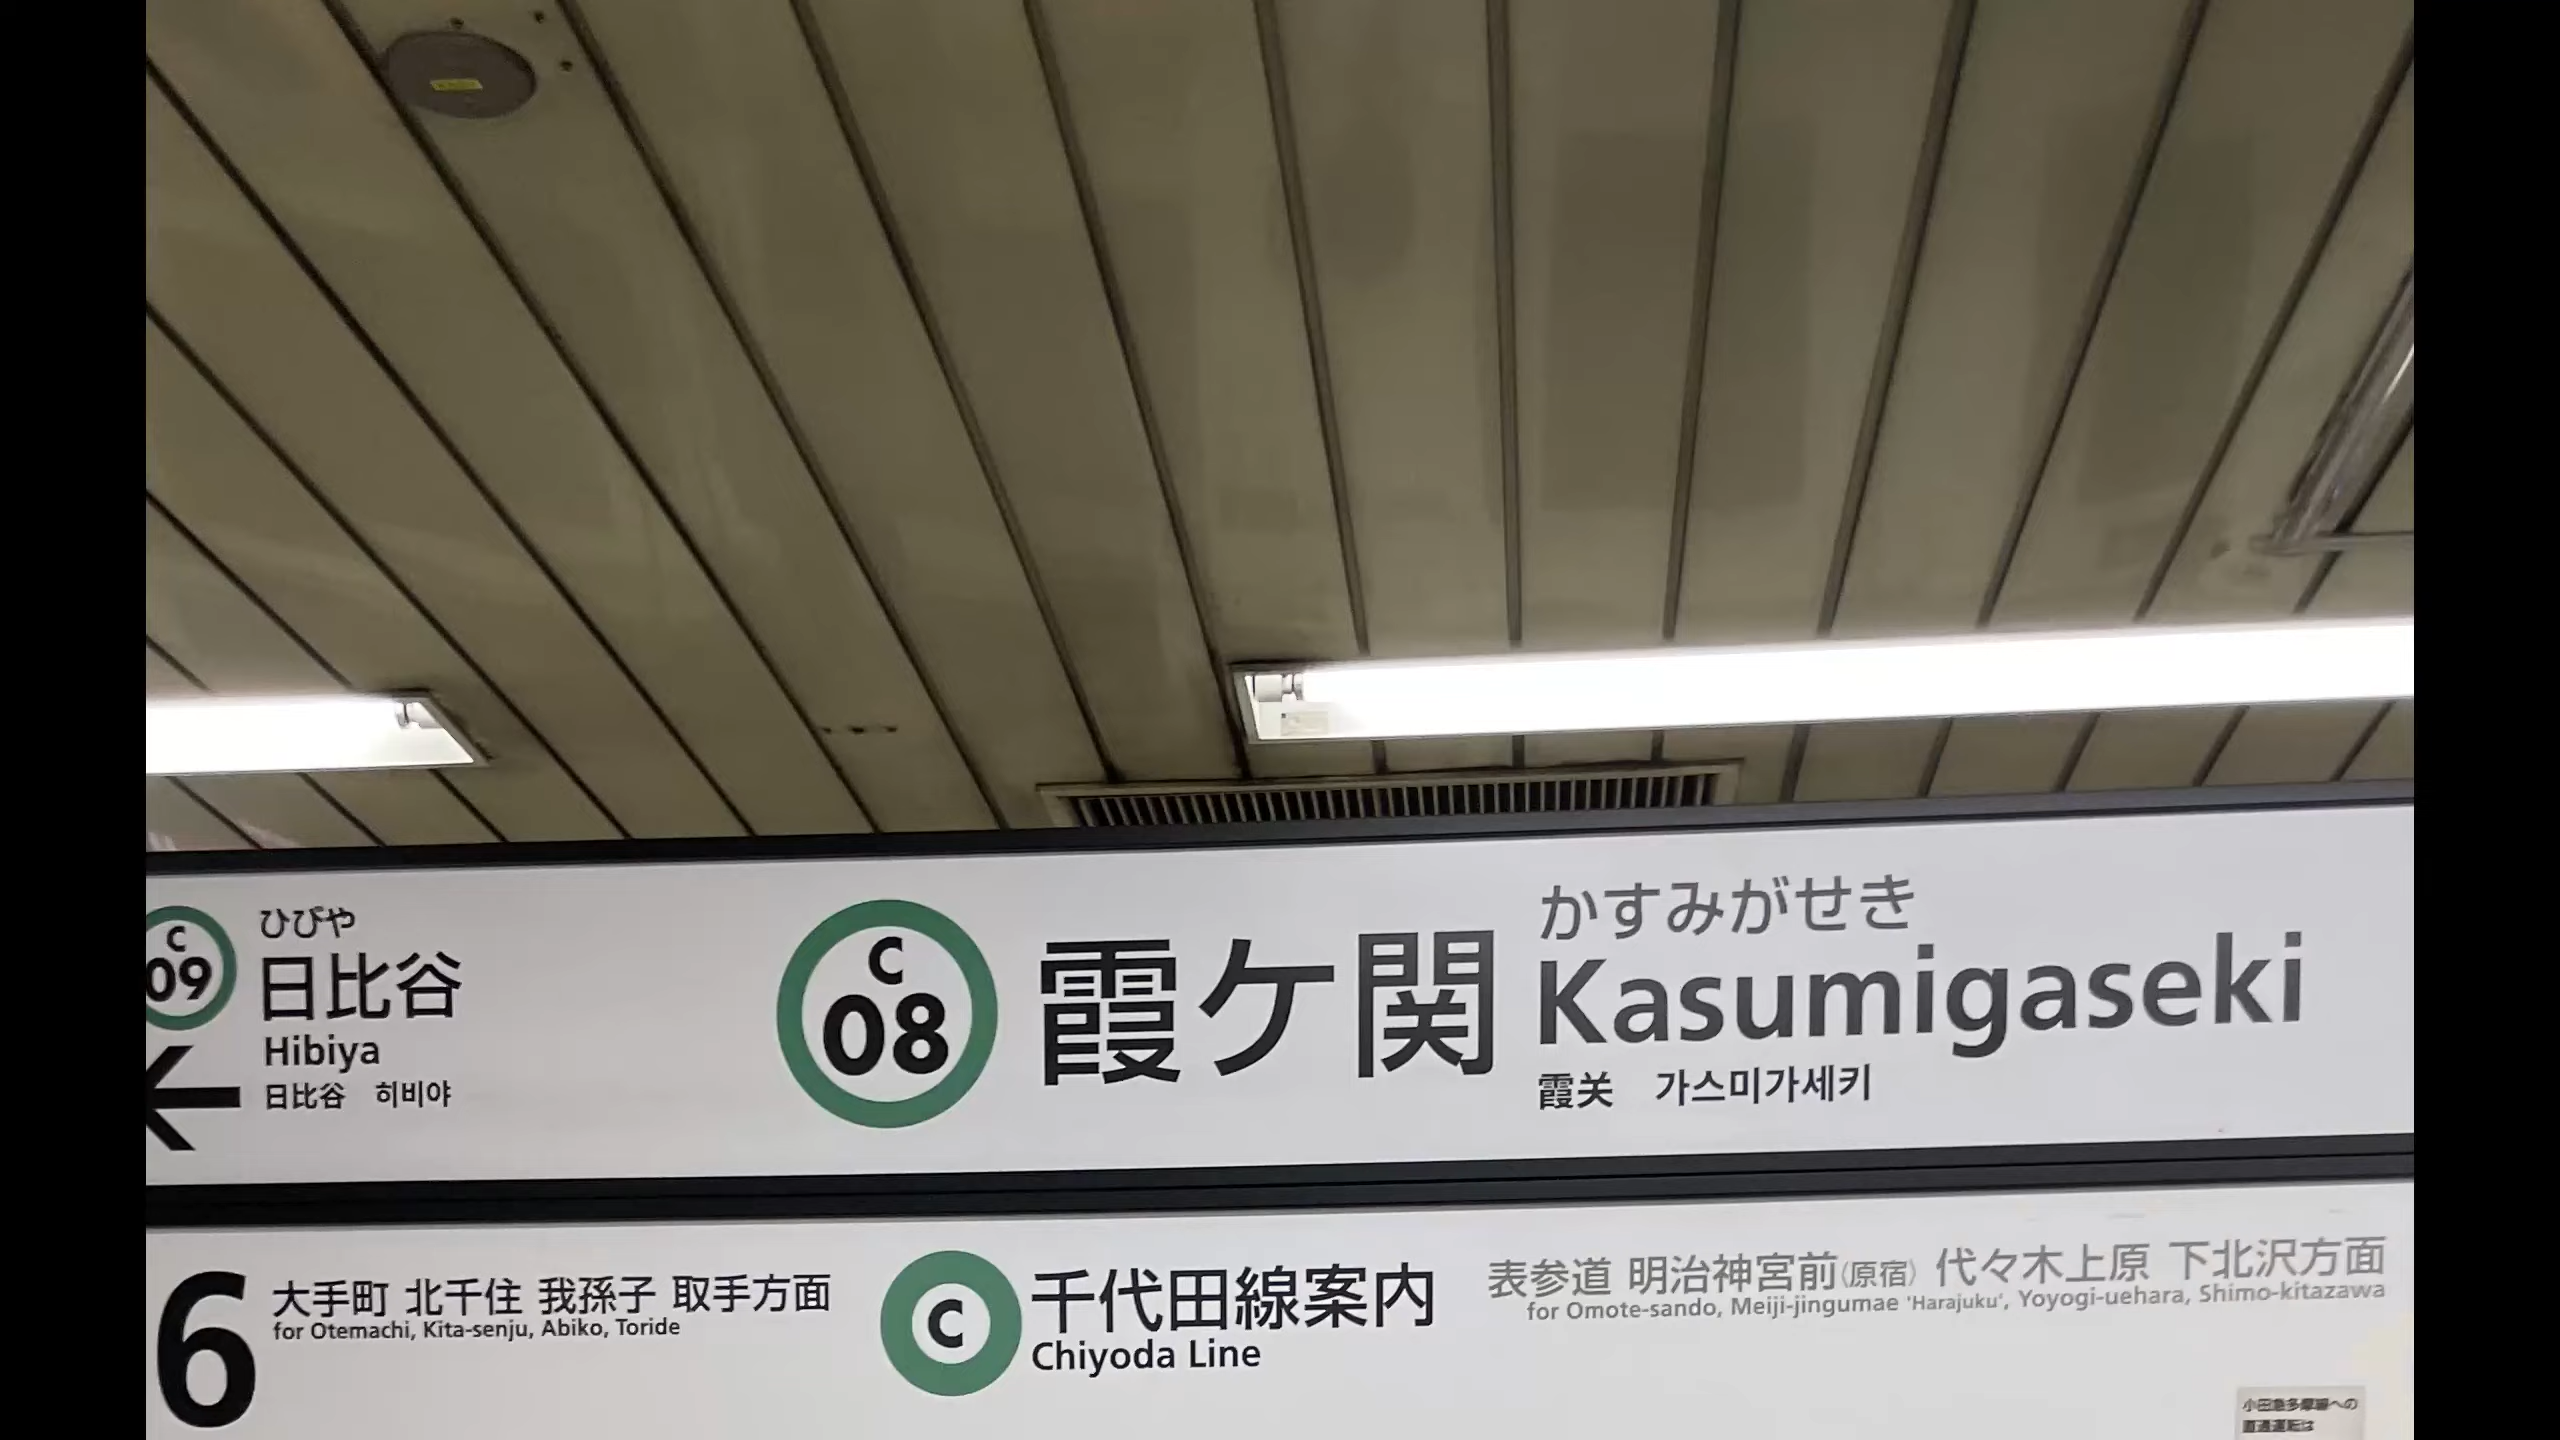 C
09
ひびや
日比谷
Hibiya
日比谷 히비야
C
08
霞ケ関
かすみがせき
Kasumigaseki
霞关 가스미가세키
6
大手町 北千住 我孫子 取手方面
for Otemachi, Kita-senju, Abiko, Toride
C
千代田線案内
Chiyoda Line
表参道 明治神宮前(原宿) 代々木上原 下北沢方面
for Omote-sando, Meiji-jingumae 'Harajuku', Yoyogi-uehara, Shimo-kitazawa
小田急多摩線への
直通運転は